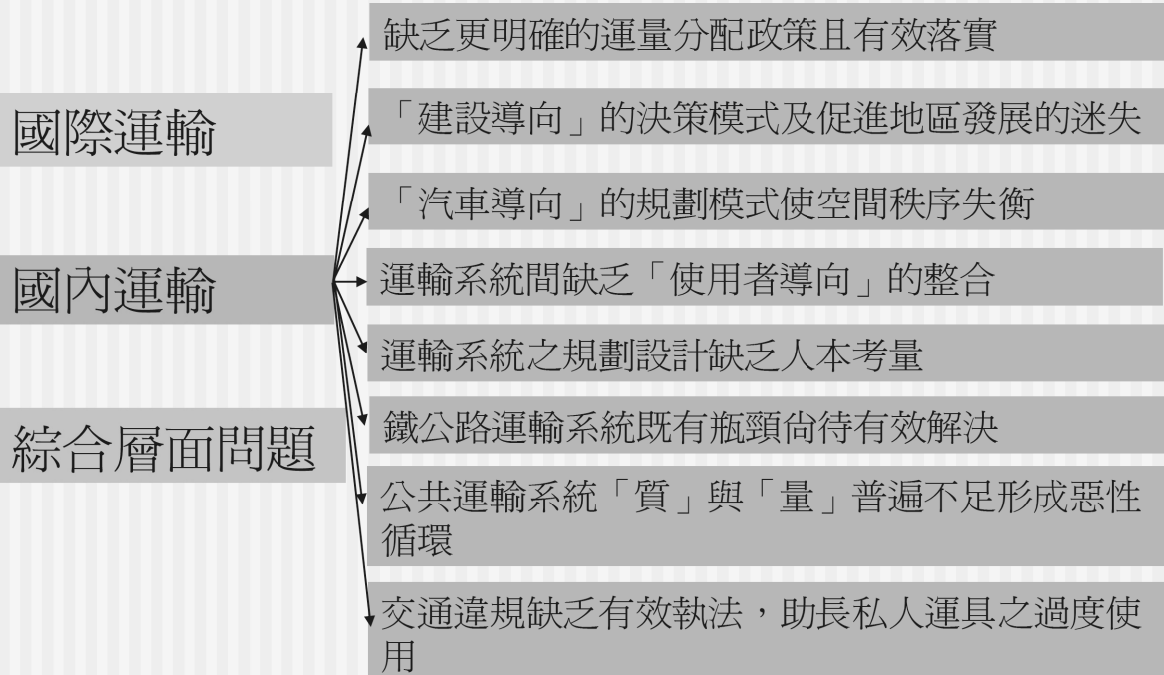 國際運輸
國內運輸
綜合層面問題
缺乏更明確的運量分配政策且有效落實
「建設導向」的決策模式及促進地區發展的迷失
「汽車導向」的規劃模式使空間秩序失衡
運輸系統間缺乏「使用者導向」的整合
運輸系統之規劃設計缺乏人本考量
鐵公路運輸系統既有瓶頸尚待有效解決
公共運輸系統「質」與「量」普遍不足形成惡性
循環
交通違規缺乏有效執法，助長私人運具之過度使
用